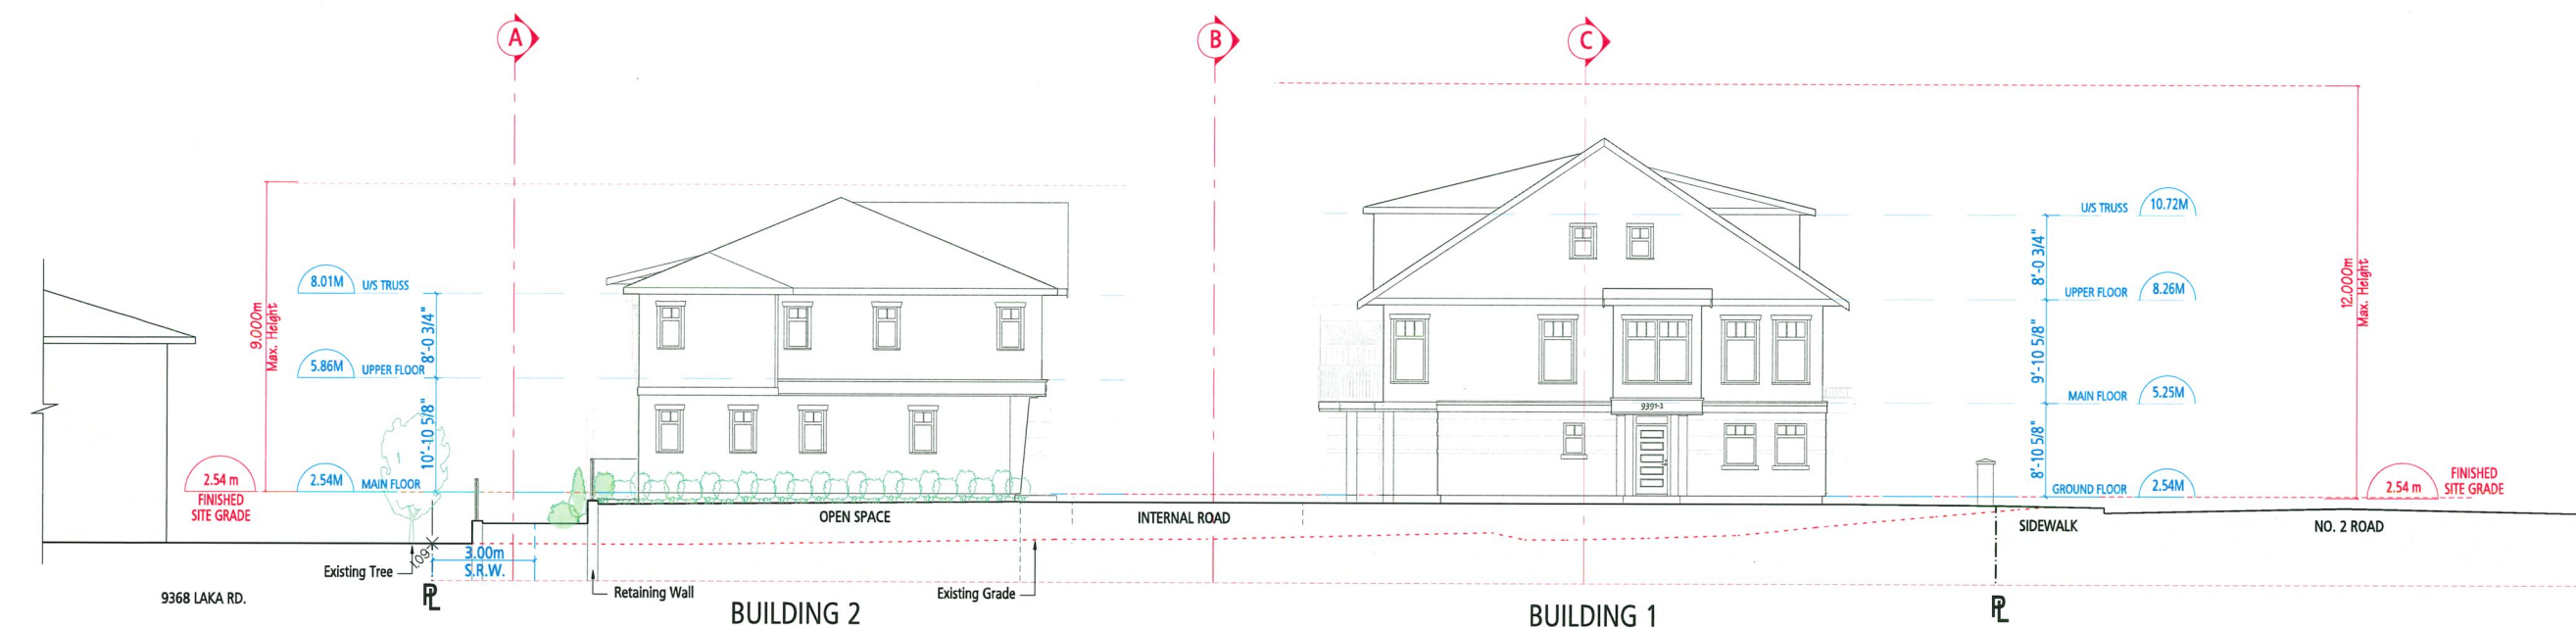 A
B
C
9.000m
Max. Height
8.01M U/S TRUSS
8'-0 3/4"
5.86M UPPER FLOOR
10'-10 5/8"
2.54M MAIN FLOOR
2.54 m
FINISHED
SITE GRADE
9368 LAKA RD.
Existing Tree
1.09
3.00m
S.R.W.
PL
Retaining Wall
OPEN SPACE
BUILDING 2
Existing Grade
INTERNAL ROAD
9391-2
BUILDING 1
U/S TRUSS 10.72M
8'-0 3/4"
UPPER FLOOR 8.26M
9'-10 5/8"
MAIN FLOOR 5.25M
8'-10 5/8"
GROUND FLOOR 2.54M
SIDEWALK
PL
12.000m
Max. Height
2.54 m
FINISHED
SITE GRADE
NO. 2 ROAD